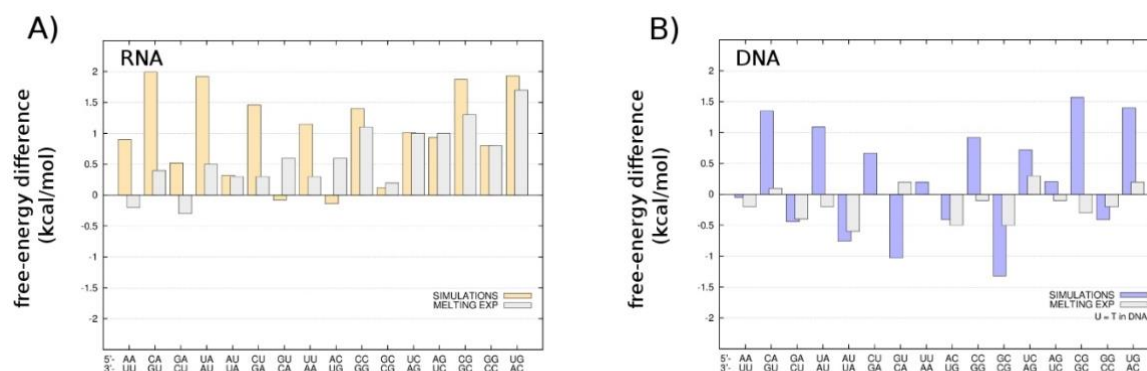 A)
RNA
free-energy difference
(kcal/mol)
2
1.5
1
0.5
0
-0.5
-1
-1.5
-2
SIMULATIONS
MELTING EXP
5'- AA CA GA UA AU CU GU UU AC CC GC UC AG CG GG UG
3'- UU GU CU AU UA GA CA AA UG GG CG AG UC GC CC AC
B)
DNA
free-energy difference
(kcal/mol)
2
1.5
1
0.5
0
-0.5
-1
-1.5
-2
SIMULATIONS
MELTING EXP
U = T in DNA
5'- AA CA GA UA AU CU GU UU AC CC GC UC AG CG GG UG
3'- UU GU CU AU UA GA CA AA UG GG CG AG UC GC CC AC